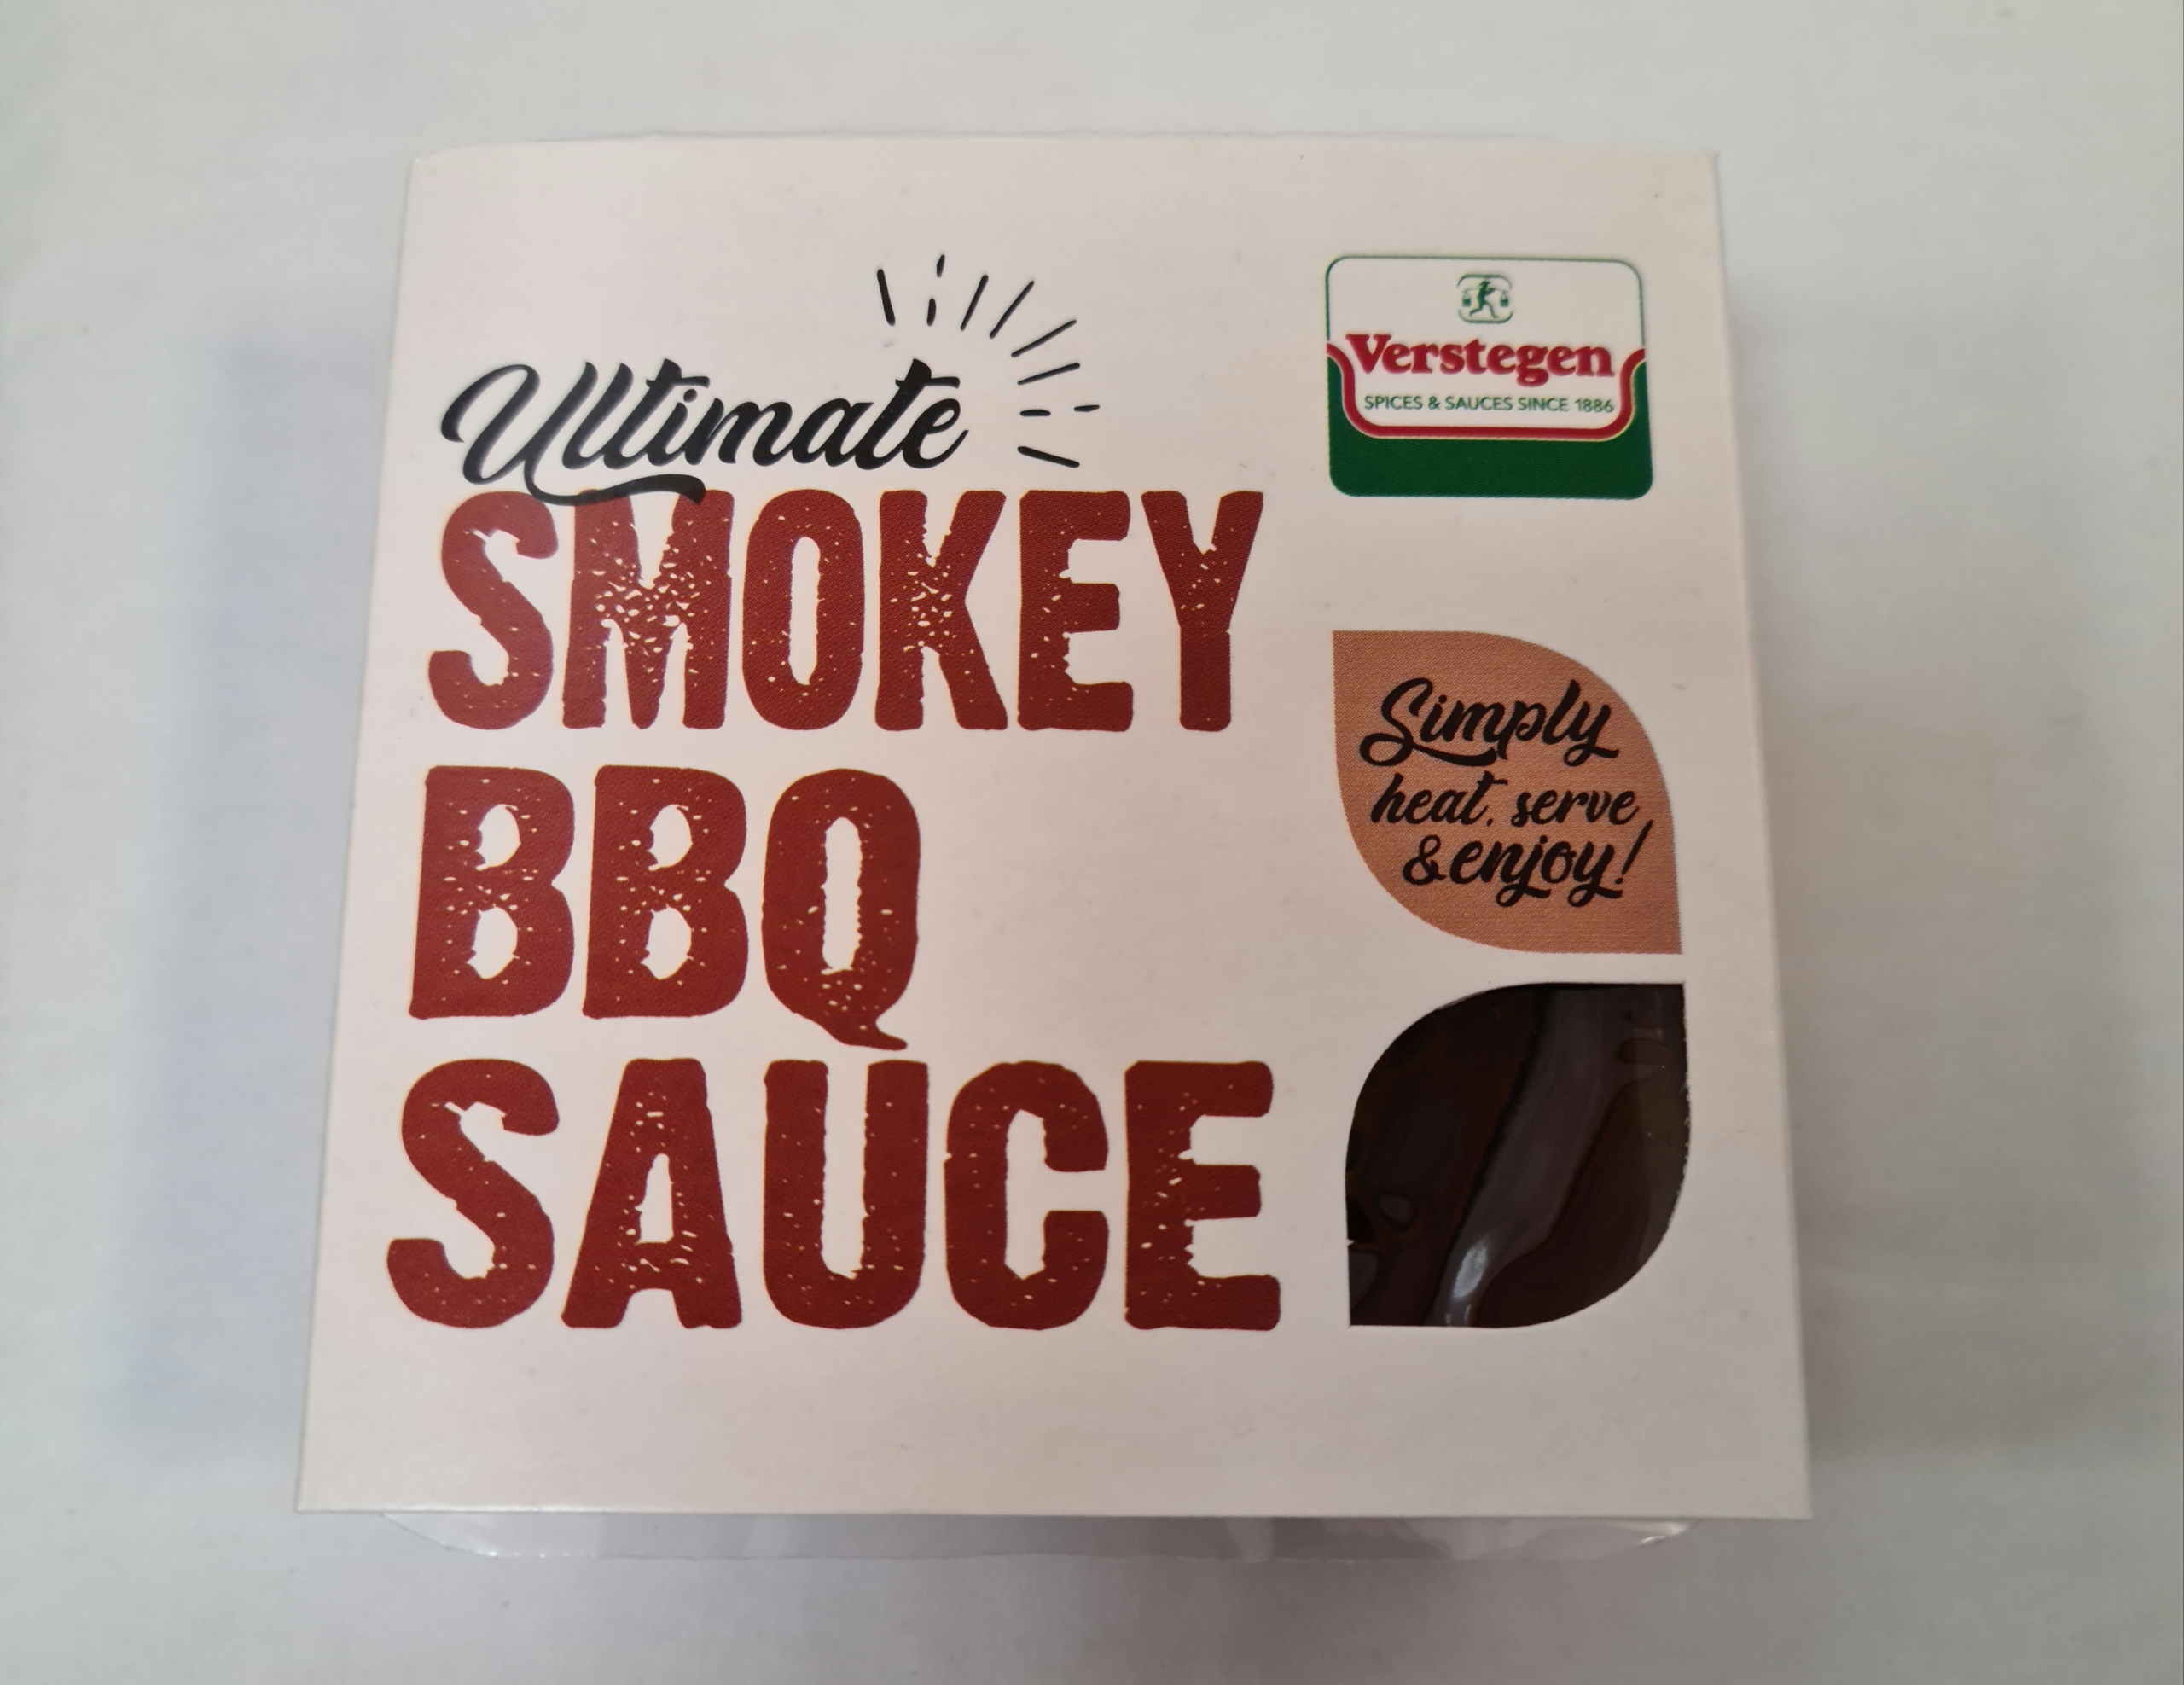 Ultimate
SMOKEY
BBQ
SAUCE
Verstegen
SPICES & SAUCES SINCE 1886
Simply
heat, serve
& enjoy!